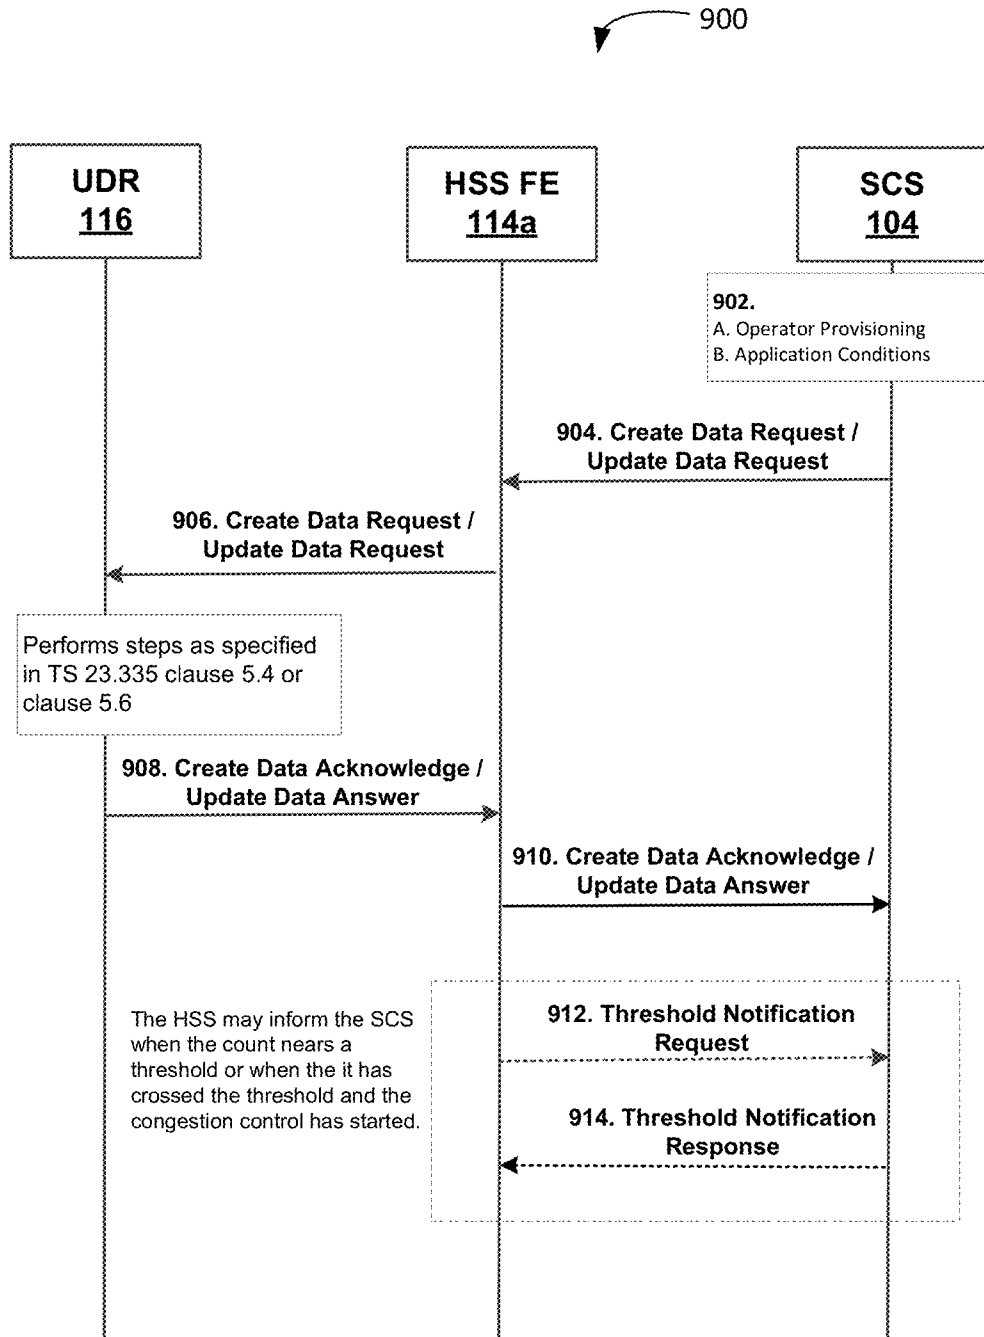 900
UDR
116
HSS FE
114a
SCS
104
902.
A. Operator Provisioning
B. Application Conditions
904. Create Data Request /
Update Data Request
906. Create Data Request /
Update Data Request
Performs steps as specified
in TS 23.335 clause 5.4 or
clause 5.6
908. Create Data Acknowledge /
Update Data Answer
910. Create Data Acknowledge /
Update Data Answer
The HSS may inform the SCS
when the count nears a
threshold or when the it has
crossed the threshold and the
congestion control has started.
912. Threshold Notification
Request
914. Threshold Notification
Response